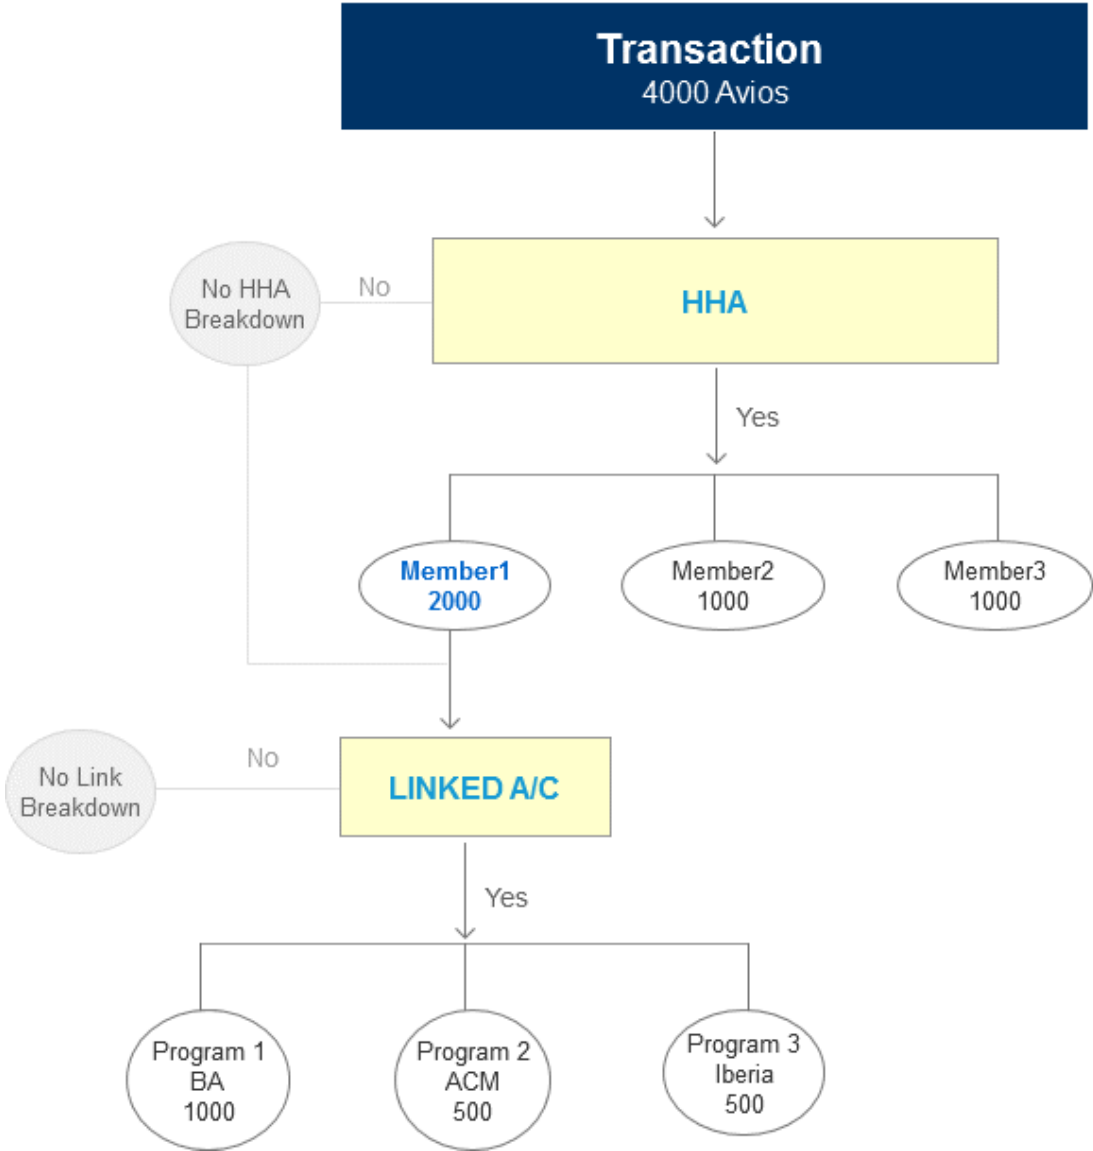 Transaction
4000 Avios
No HHA
Breakdown
No
HHA
Yes
Member1
2000
Member2
1000
Member3
1000
No Link
Breakdown
No
LINKED A/C
Yes
Program 1
BA
1000
Program 2
ACM
500
Program 3
Iberia
500